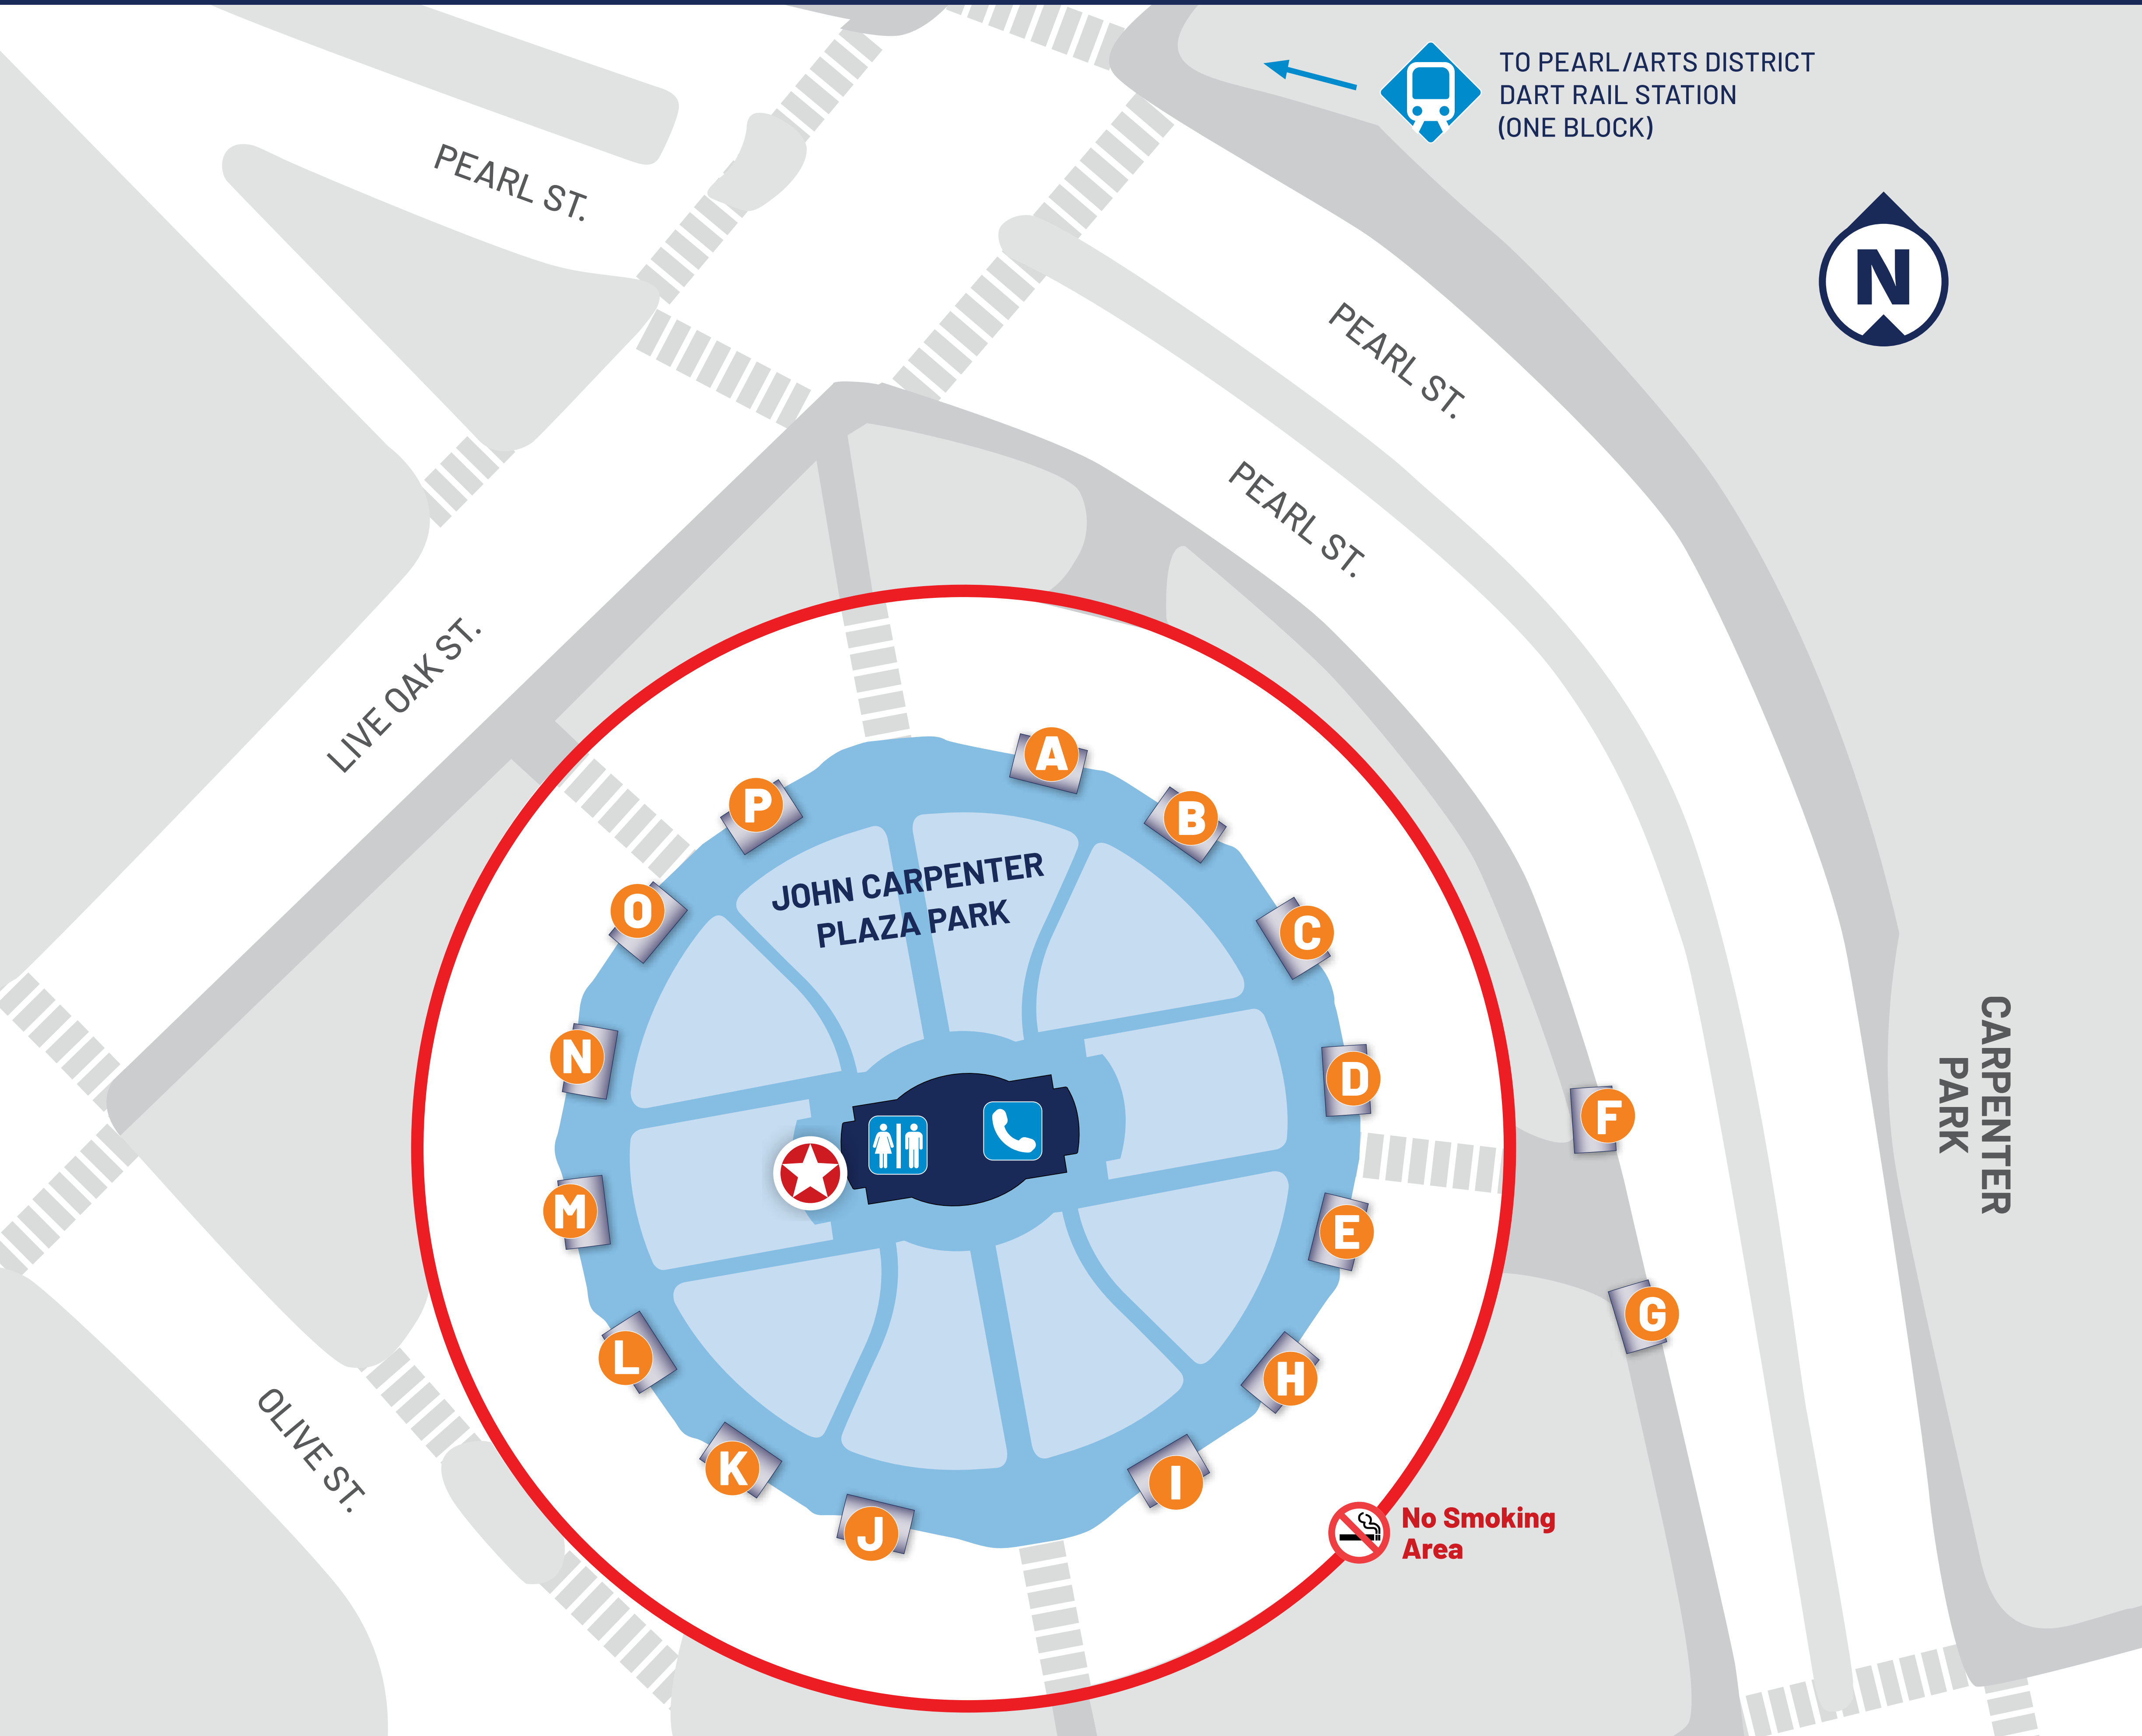 TO PEARL/ARTS DISTRICT
DART RAIL STATION
(ONE BLOCK)
PEARL ST.
N
PEARL ST.
PEARL ST.
LIVE OAK ST.
A
P
B
JOHN CARPENTER
PLAZA PARK
O
C
N
D
F
CARPENTER
PARK
M
E
G
L
H
OLIVE ST.
K
I
J
No Smoking
Area